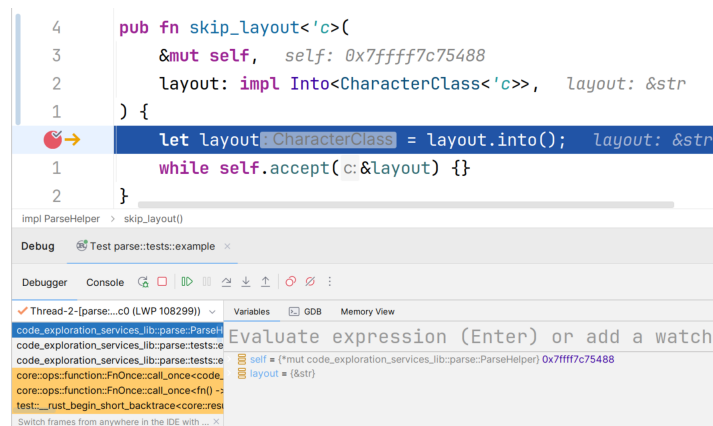 4 pub fn skip_layout<'c>(
3 &mut self, self: 0x7ffff7c75488
2 layout: impl Into<CharacterClass<'c>>, layout: &str
1 ) {
let layout : CharacterClass = layout.into(); layout: &str
1 while self.accept( c: &layout) {}
2 }
impl ParseHelper > skip_layout()
Debug Test parse::tests::example ×
Debugger Console
Thread-2-[parse:...c0 (LWP 108299)) Variables GDB Memory View
code_exploration_services_lib::parse::ParseH
Evaluate expression (Enter) or add a watch
code_exploration_services_lib::parse::tests::e
self = {*mut code_exploration_services_lib::parse::ParseHelper} 0x7ffff7c75488
code_exploration_services_lib::parse::tests::e
layout = {&str}
core::ops::function::FnOnce::call_once<code_
core::ops::function::FnOnce::call_once<fn() ->
test::__rust_begin_short_backtrace<core::resu
Switch frames from anywhere in the IDE with ... ×